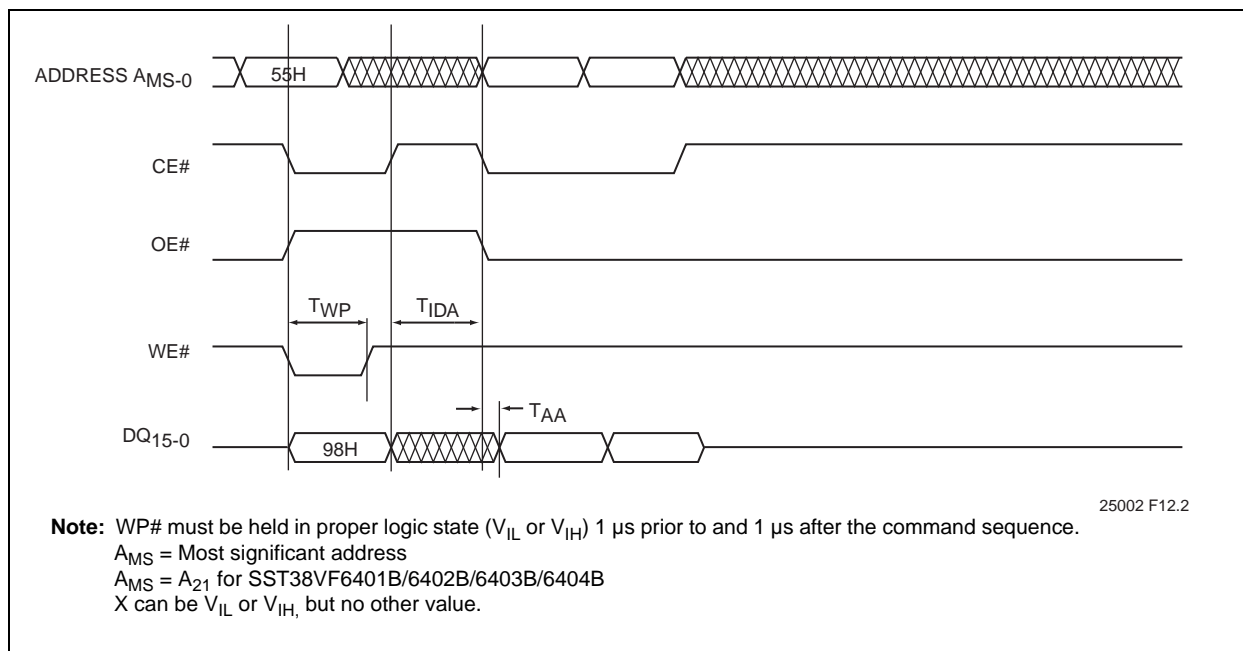 ADDRESS AMS-0
55H
CE#
OE#
TWP
TIDA
WE#
TAA
DQ15-0
98H
25002 F12.2
Note: WP# must be held in proper logic state (VIL or VIH) 1 µs prior to and 1 µs after the command sequence.
AMS = Most significant address
AMS = A21 for SST38VF6401B/6402B/6403B/6404B
X can be VIL or VIH, but no other value.